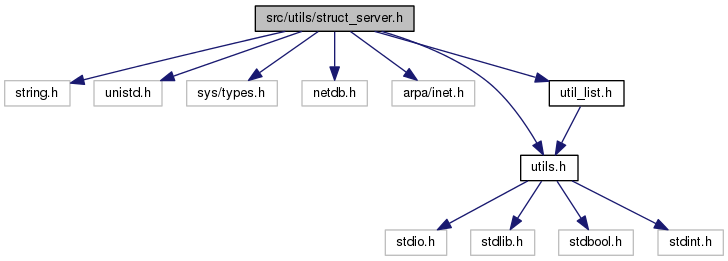 src/utils/struct_server.h
string.h
unistd.h
sys/types.h
netdb.h
arpa/inet.h
util_list.h
utils.h
stdio.h
stdlib.h
stdbool.h
stdint.h